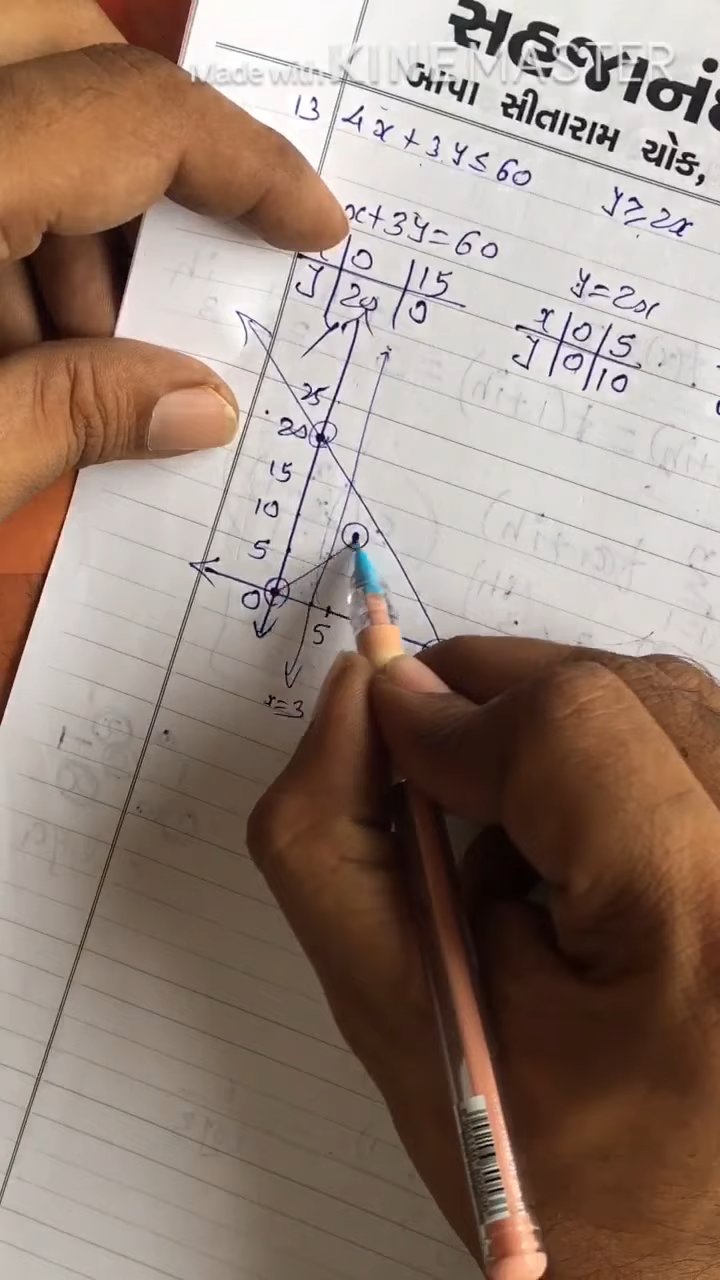 સહજાનં
Made with KINEMASTER
બાપા સીતારામ ચોક,
13 4x+3y≤60 y≥2x
x+3y=60 y=2x
0 15
y 20 0
x 0 5
y 0 10
25
20
15
10
5
0
5
x=3